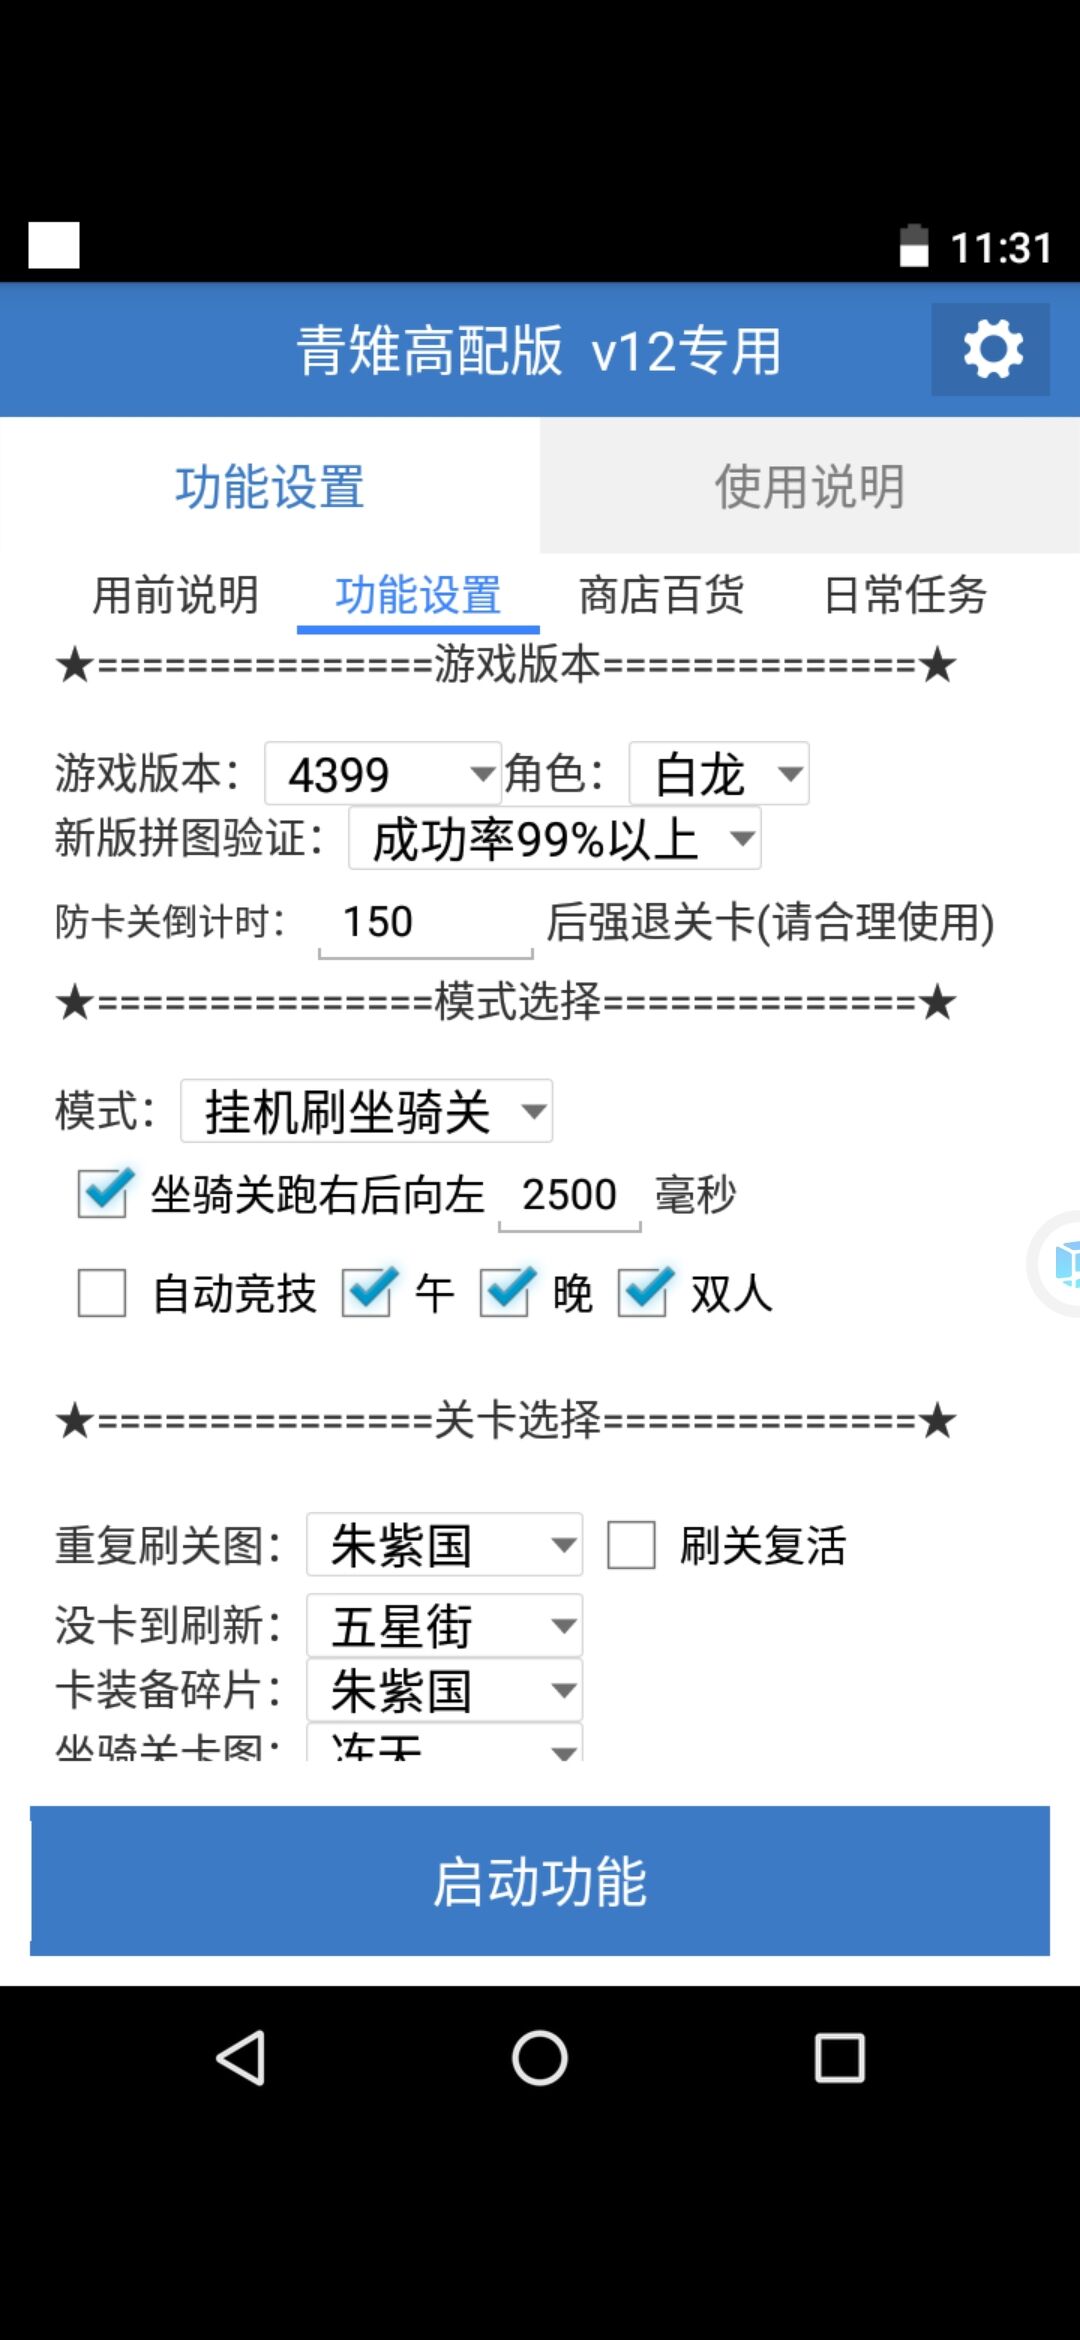 11:31
青雉高配版 v12专用
功能设置 使用说明
用前说明 功能设置 商店百货 日常任务
★================游戏版本===============★
游戏版本： 4399 角色： 白龙
新版拼图验证： 成功率99%以上
防卡关倒计时： 150 后强退关卡(请合理使用)
★================模式选择===============★
模式： 挂机刷坐骑关
坐骑关跑右后向左 2500 毫秒
自动竞技 午 晚 双人
★================关卡选择===============★
重复刷关图： 朱紫国 刷关复活
没卡到刷新： 五星街
卡装备碎片： 朱紫国
坐骑关卡图： 冻天
启动功能